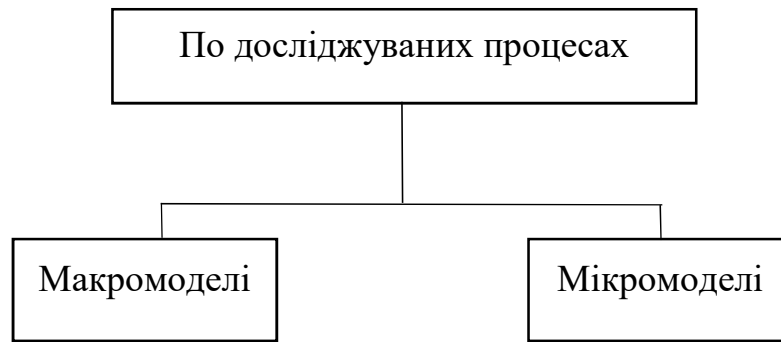 По досліджуваних процесах
Макромоделі
Мікромоделі